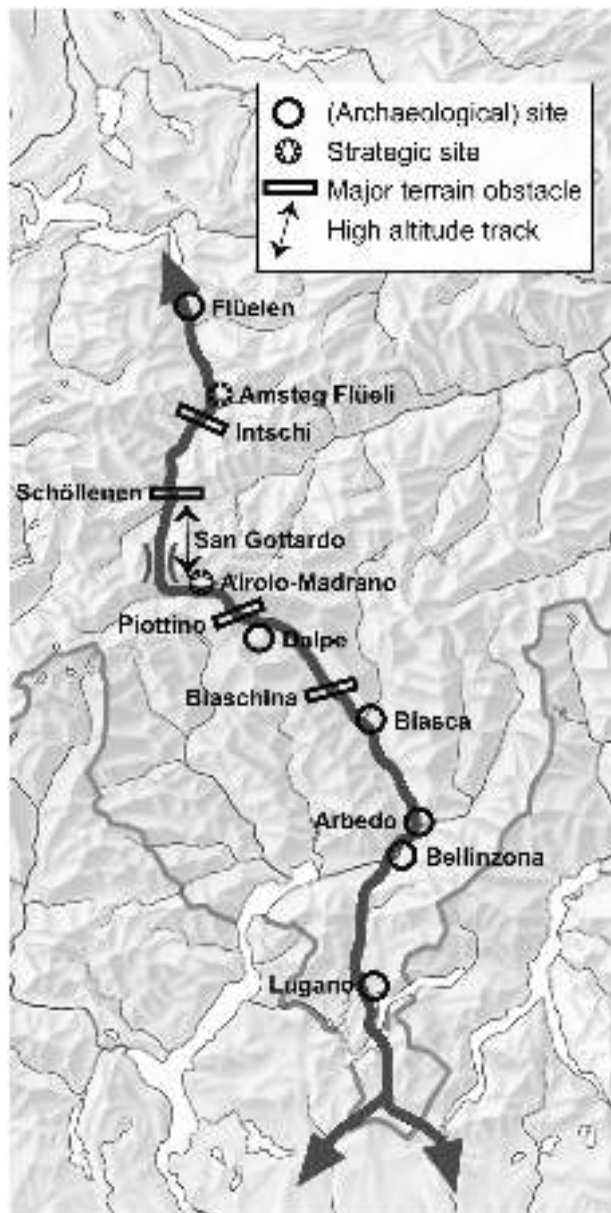 (Archaeological) site
Strategic site
Major terrain obstacle
High altitude track
Flüelen
Amsteg Flüeli
Intschi
Schöllenen
San Gottardo
Airolo-Madrano
Piottino
Dalpe
Biaschina
Biasca
Arbedo
Bellinzona
Lugano